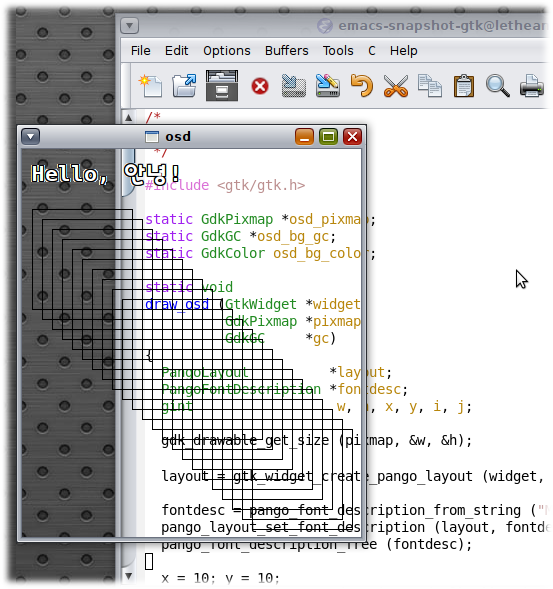 emacs-snapshot-gtk@lethean
File Edit Options Buffers Tools C Help
/*
osd
*/
Hello, 안녕!
#include <gtk/gtk.h>
static GdkPixmap *osd_pixmap;
static GdkGC *osd_bg_gc;
static GdkColor osd_bg_color;
static void
draw_osd (GtkWidget *widget
GdkPixmap *pixmap
GdkGC *gc)
{
PangoLayout *layout;
PangoFontDescription *fontdesc;
gint w, h, x, y, i, j;
gdk_drawable_get_size (pixmap, &w, &h);
layout = gtk_widget_create_pango_layout (widget,
fontdesc = pango_font_description_from_string ("
pango_layout_set_font_description (layout, fontde
pango_font_description_free (fontdesc);
x = 10; y = 10;